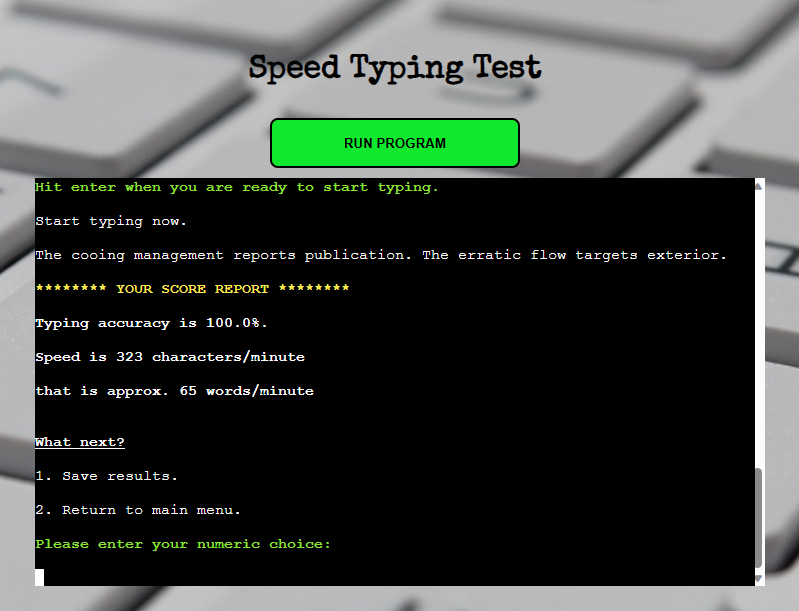 Speed Typing Test
RUN PROGRAM
Hit enter when you are ready to start typing.
Start typing now.
The cooing management reports publication. The erratic flow targets exterior.
******** YOUR SCORE REPORT ********
Typing accuracy is 100.0%.
Speed is 323 characters/minute
that is approx. 65 words/minute
What next?
1. Save results.
2. Return to main menu.
Please enter your numeric choice: